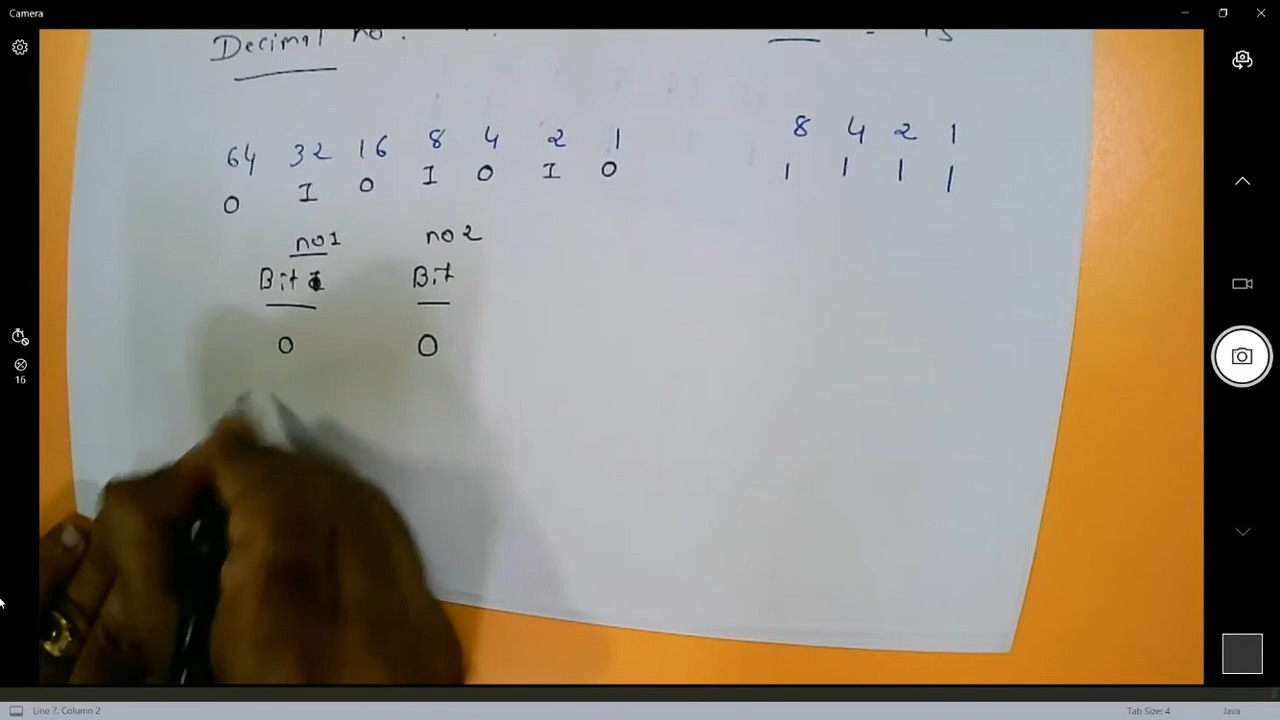 Camera
Decimal no.
64 32 16 8 4 2 1 8 4 2 1
0 1 0 1 0 1 0 1 1 1 1
no1 no2
Bit Bit
0 0
16
Line 7, Column 2 Tab Size: 4 Java